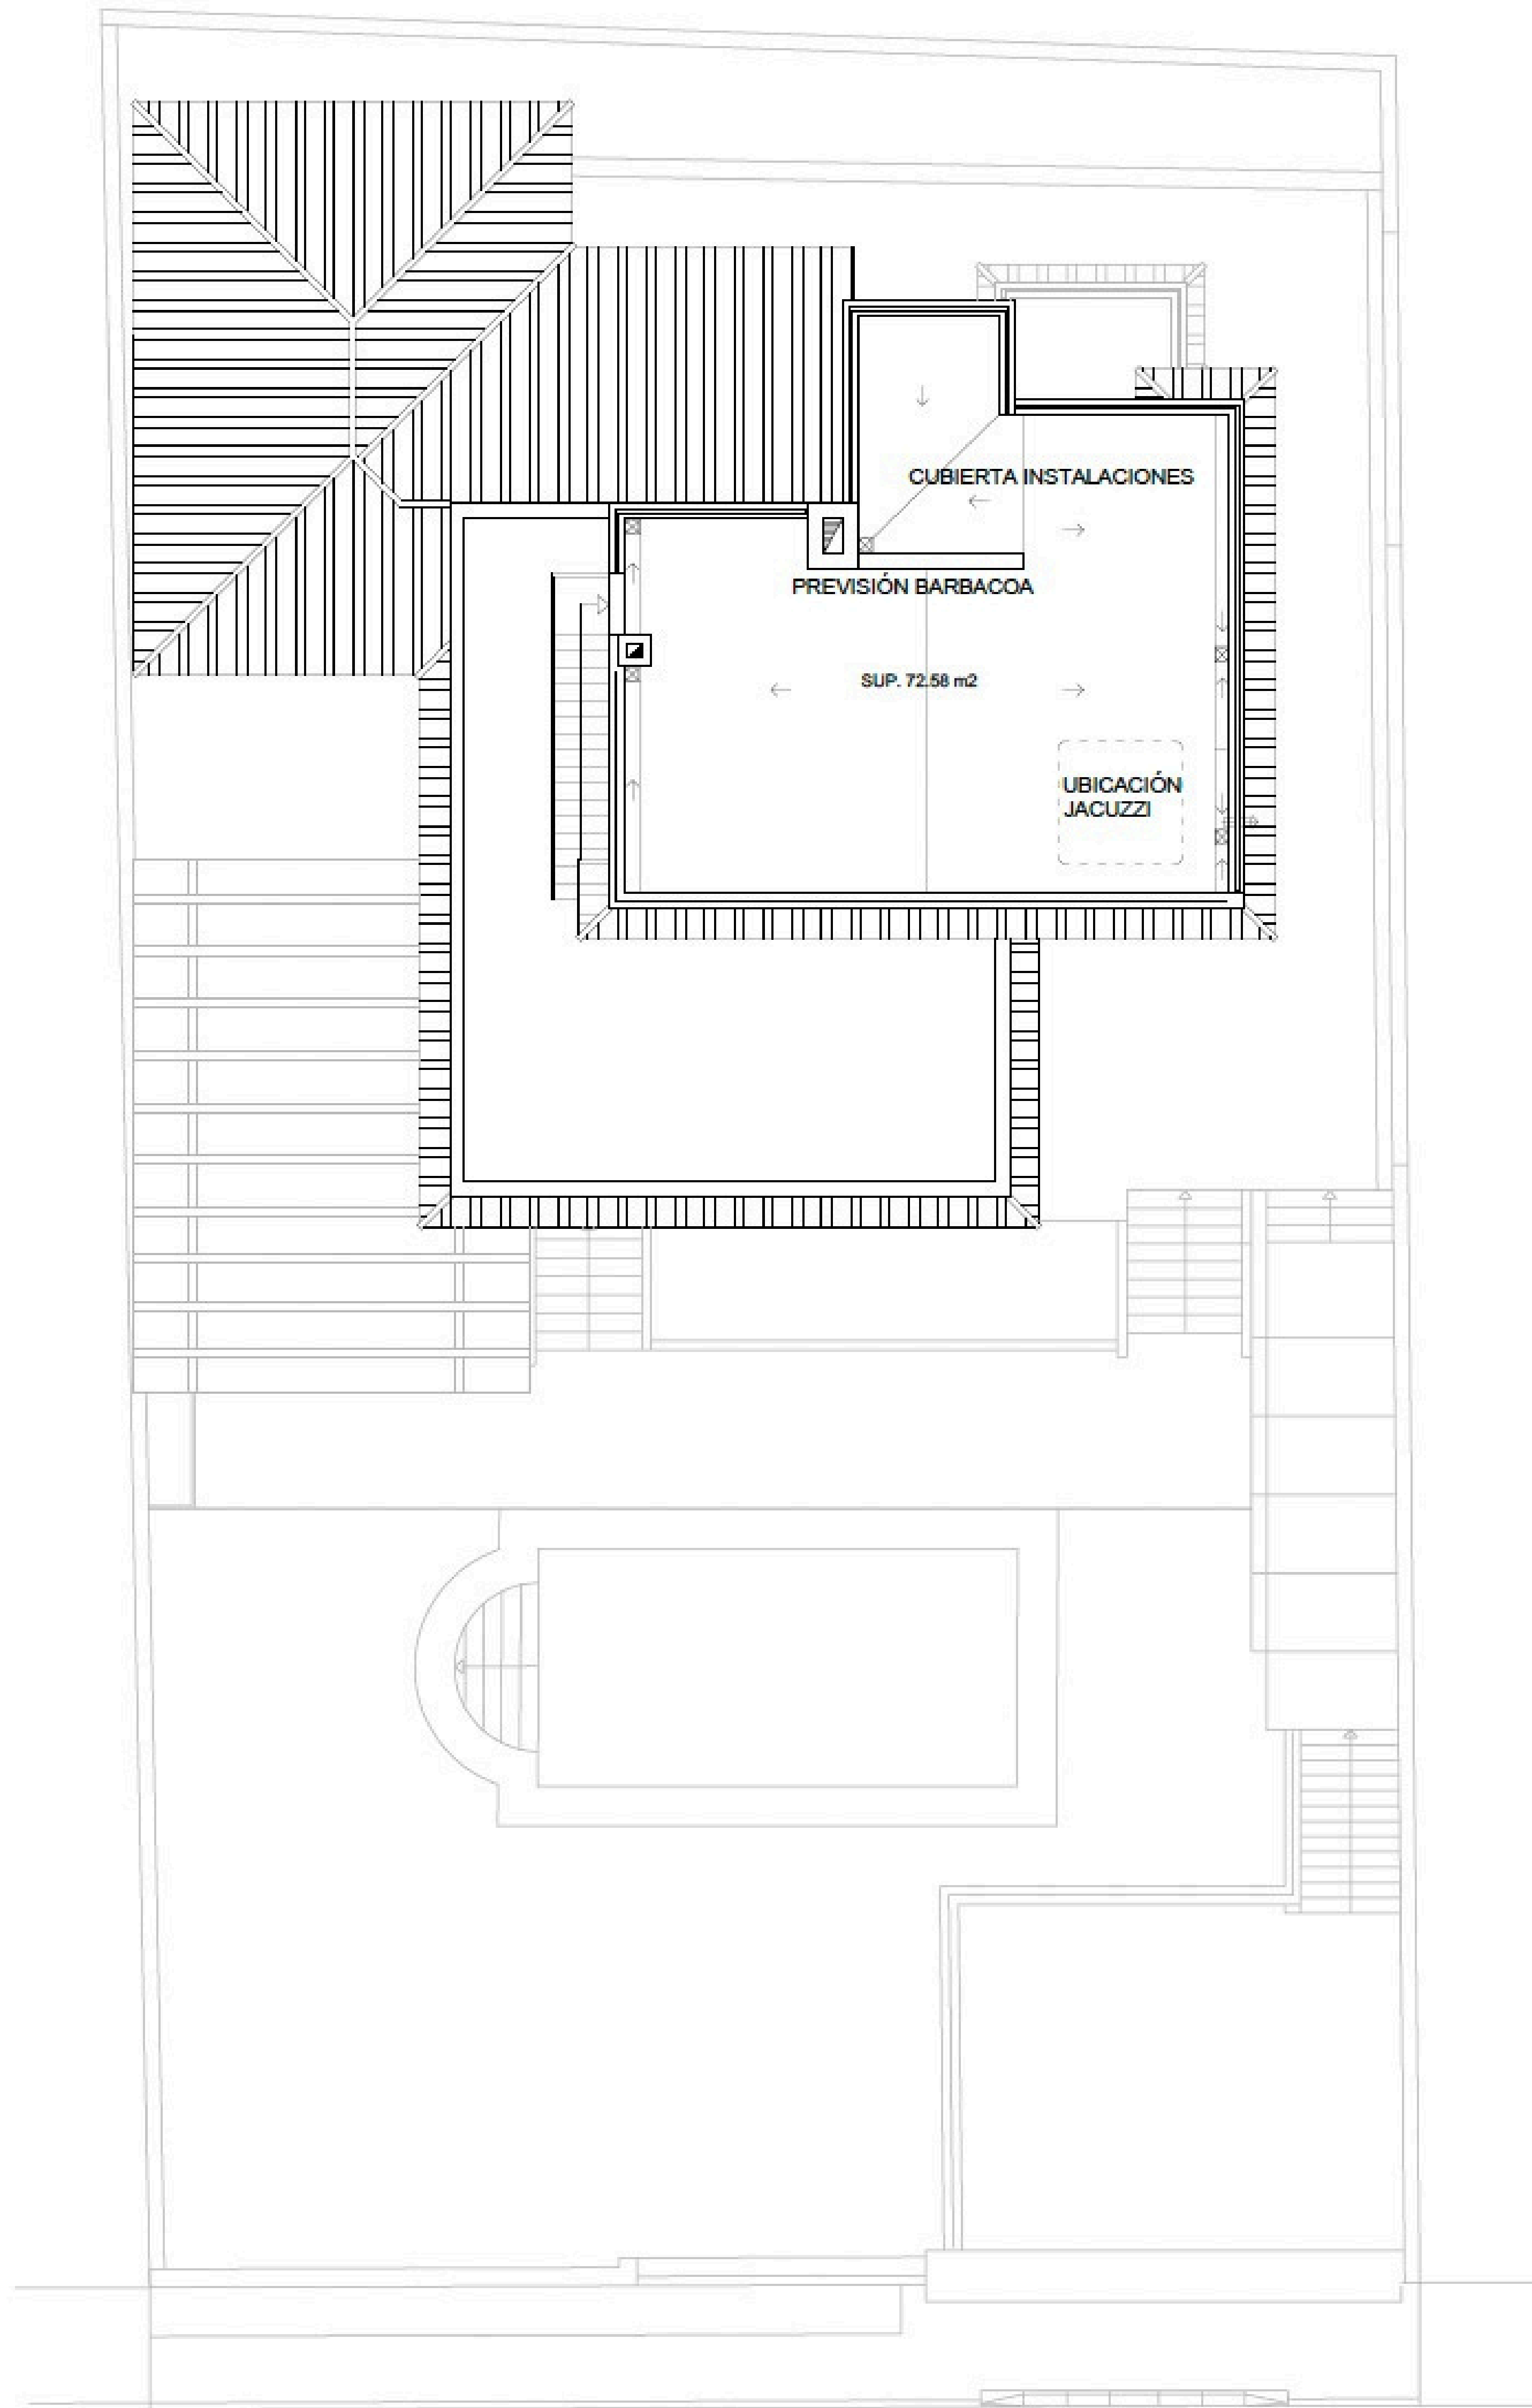 CUBIERTA INSTALACIONES
PREVISIÓN BARBACOA
SUP. 72.58 m2
UBICACIÓN
JACUZZI